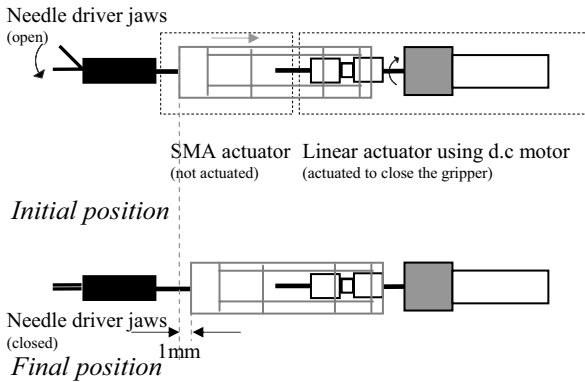 Needle driver jaws
(open)
SMA actuator
(not actuated)
Linear actuator using d.c motor
(actuated to close the gripper)
Initial position
Needle driver jaws
(closed)
1mm
Final position